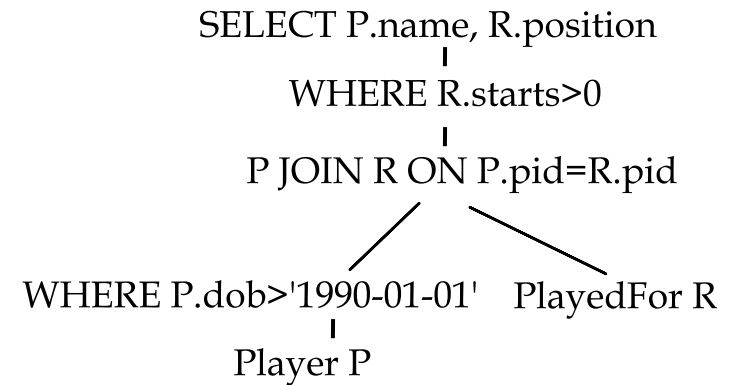 SELECT P.name, R.position
WHERE R.starts>0
P JOIN R ON P.pid=R.pid
WHERE P.dob>'1990-01-01'
PlayedFor R
Player P